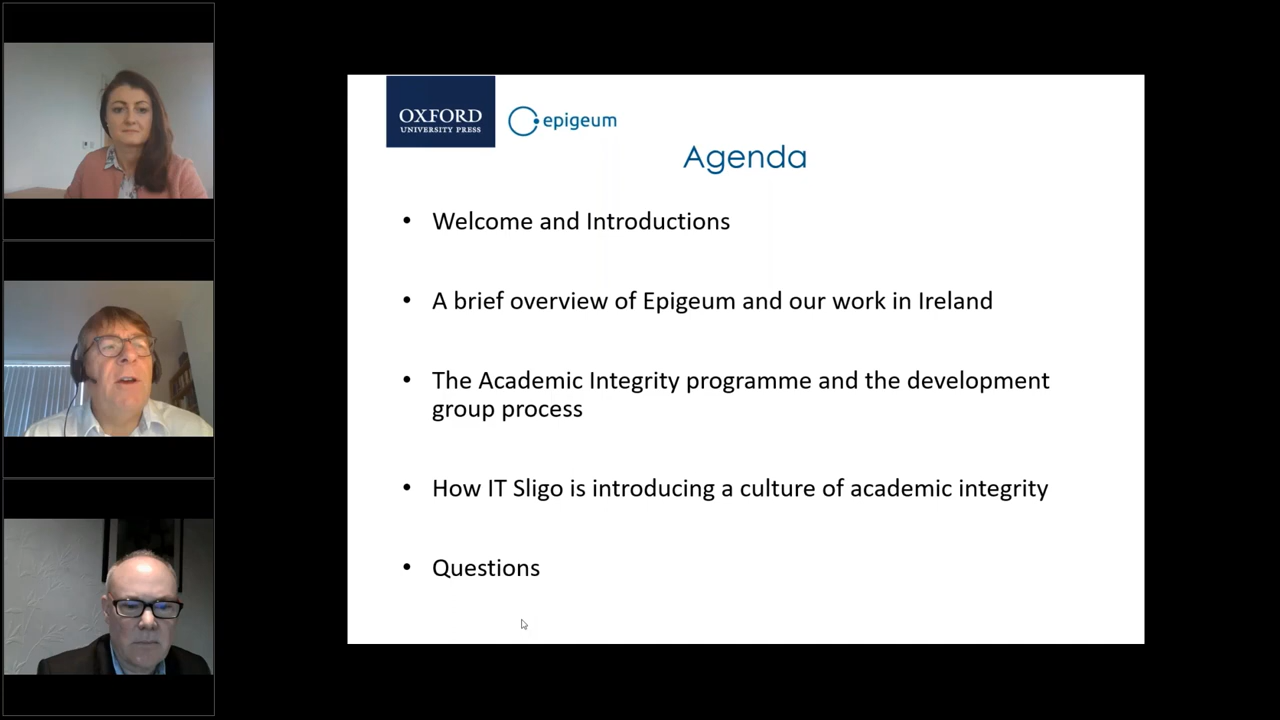 OXFORD
UNIVERSITY PRESS
epigeum
Agenda
• Welcome and Introductions
• A brief overview of Epigeum and our work in Ireland
• The Academic Integrity programme and the development
group process
• How IT Sligo is introducing a culture of academic integrity
• Questions